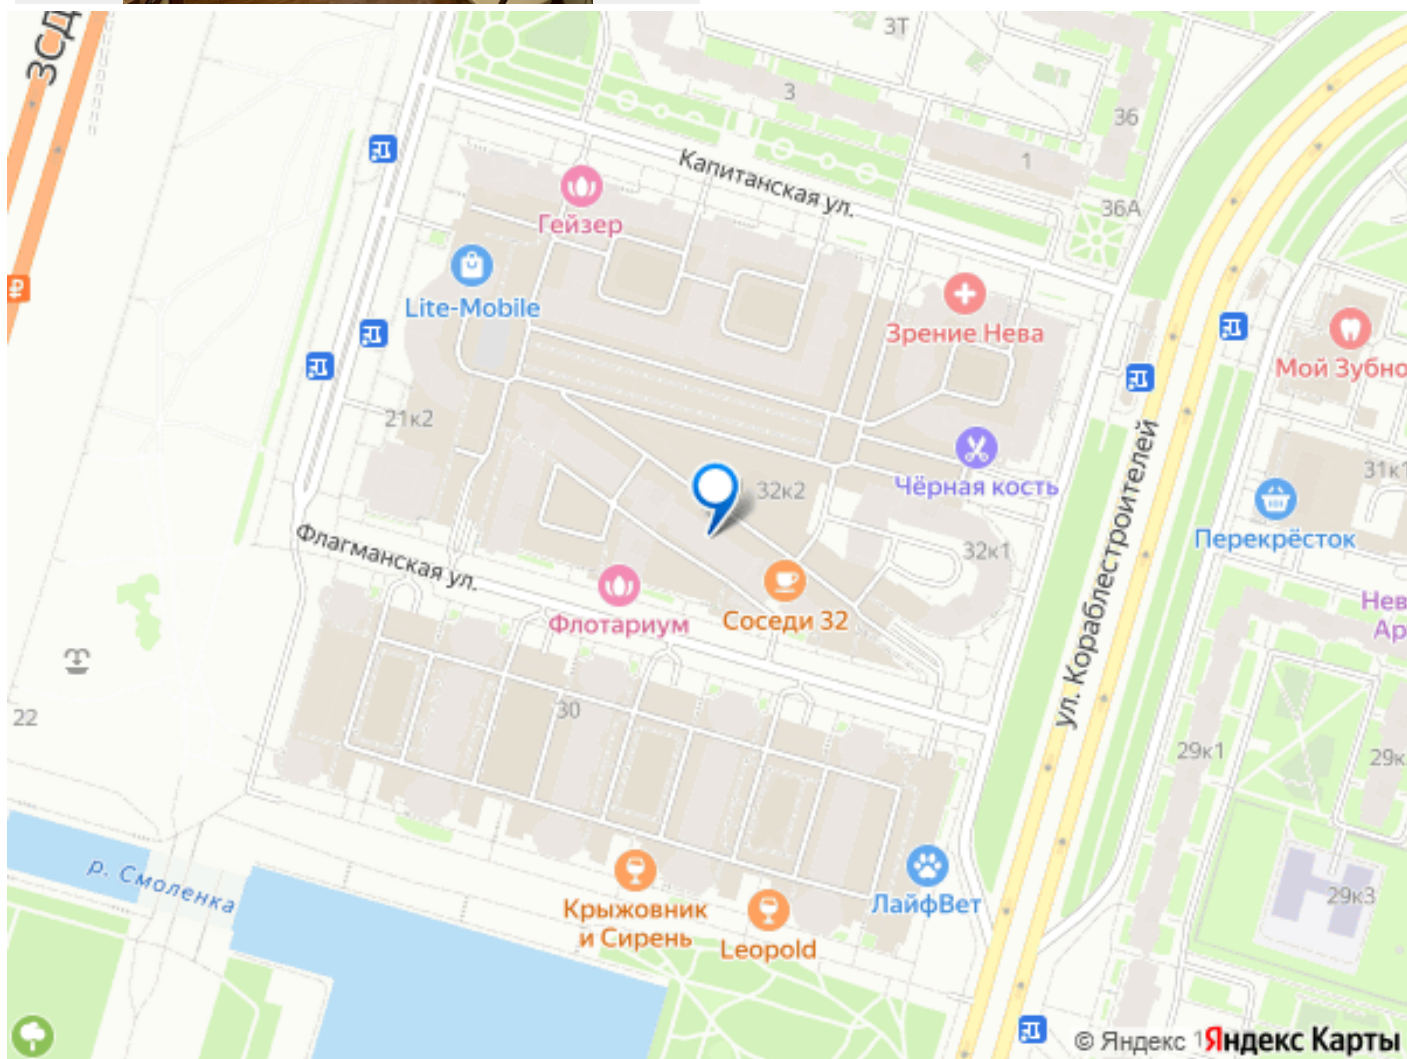 ЗСД
3Т
3
36
1
Капитанская ул.
36А
Гейзер
₽
Lite-Mobile
Зрение Нева
Мой Зубно
21к2
31к1
32к2
Чёрная кость
Перекрёсток
ул. Кораблестроителей
Флагманская ул.
32к1
Флотариум
Соседи 32
Нев
Ар
22
30
29к1
29к
р. Смоленка
ЛайфВет
29к3
Крыжовник
и Сирень
Leopold
© Яндекс
Яндекс Карты